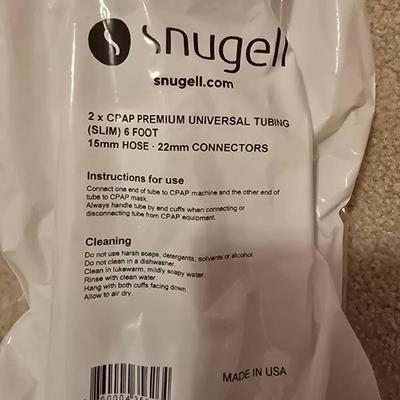 snugell
snugell.com
2 x CPAP PREMIUM UNIVERSAL TUBING
(SLIM) 6 FOOT
15mm HOSE · 22mm CONNECTORS
Instructions for use
Connect one end of tube to CPAP machine and the other end
of tube to CPAP mask.
Always handle tube by end cuffs when connecting or
disconnecting tube from CPAP equipment.
Cleaning
Do not use harsh soaps, detergents, solvents or alcohol.
Do not clean in a dishwasher.
Clean in lukewarm, mildly soapy water.
Rinse with clean water.
Hang with both cuffs facing down.
Allow to air dry.
MADE IN USA